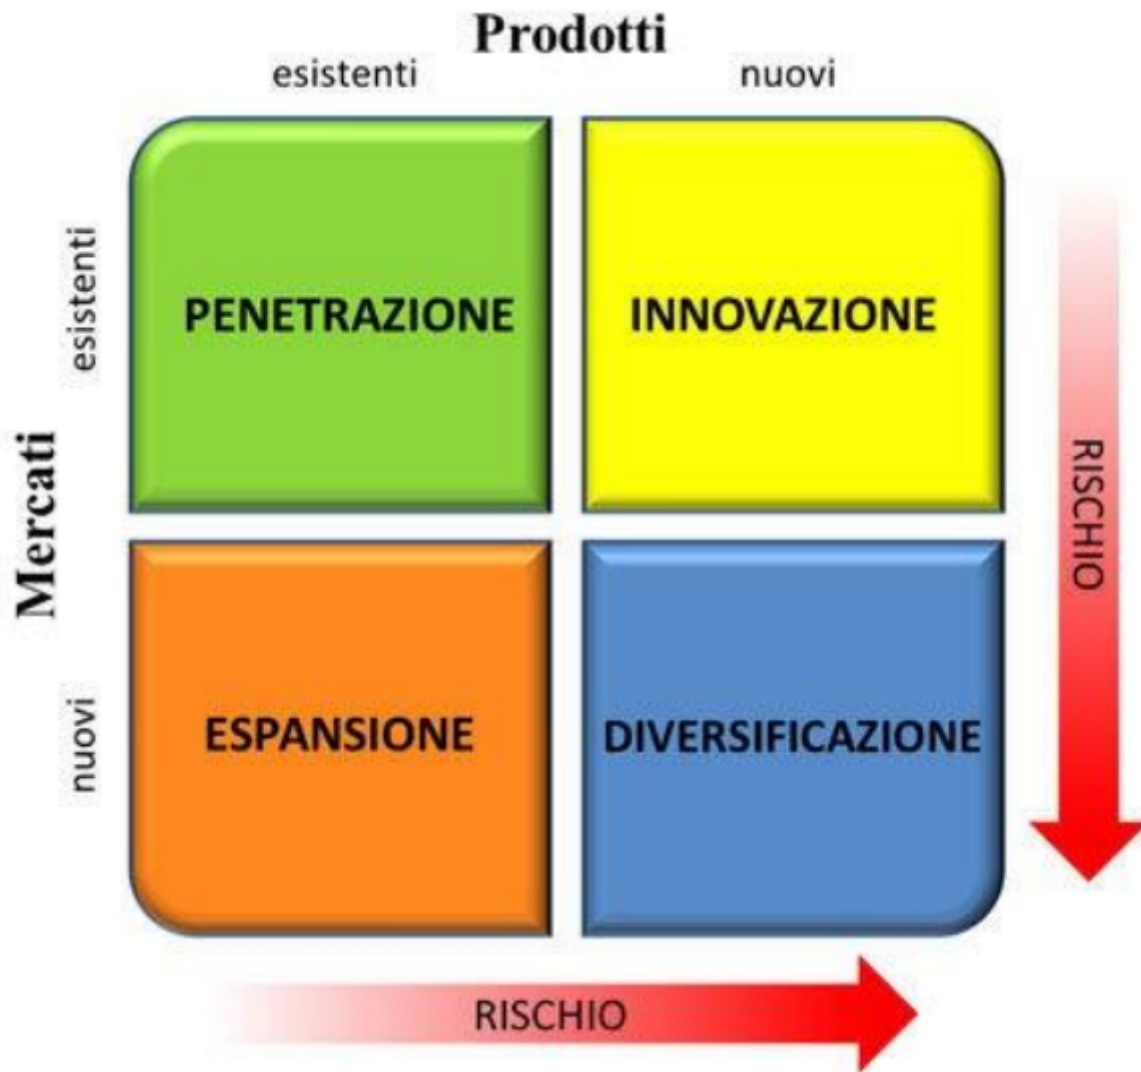 Prodotti
esistenti nuovi
esistenti
Mercati
nuovi
PENETRAZIONE
INNOVAZIONE
ESPANSIONE
DIVERSIFICAZIONE
RISCHIO
RISCHIO